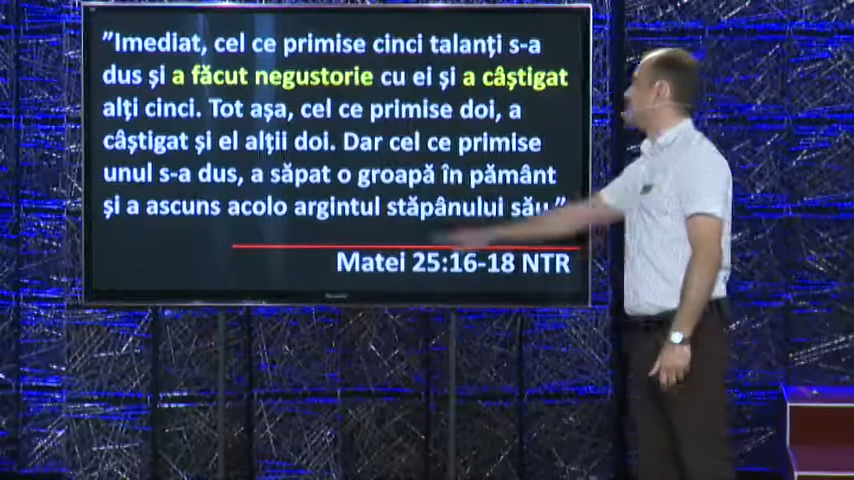 ”Imediat, cel ce primise cinci talanți s-a
dus și a făcut negustorie cu ei și a câștigat
alți cinci. Tot așa, cel ce primise doi, a
câștigat și el alții doi. Dar cel ce primise
unul s-a dus, a săpat o groapă în pământ
și a ascuns acolo argintul stăpânului său.”
Matei 25:16-18 NTR